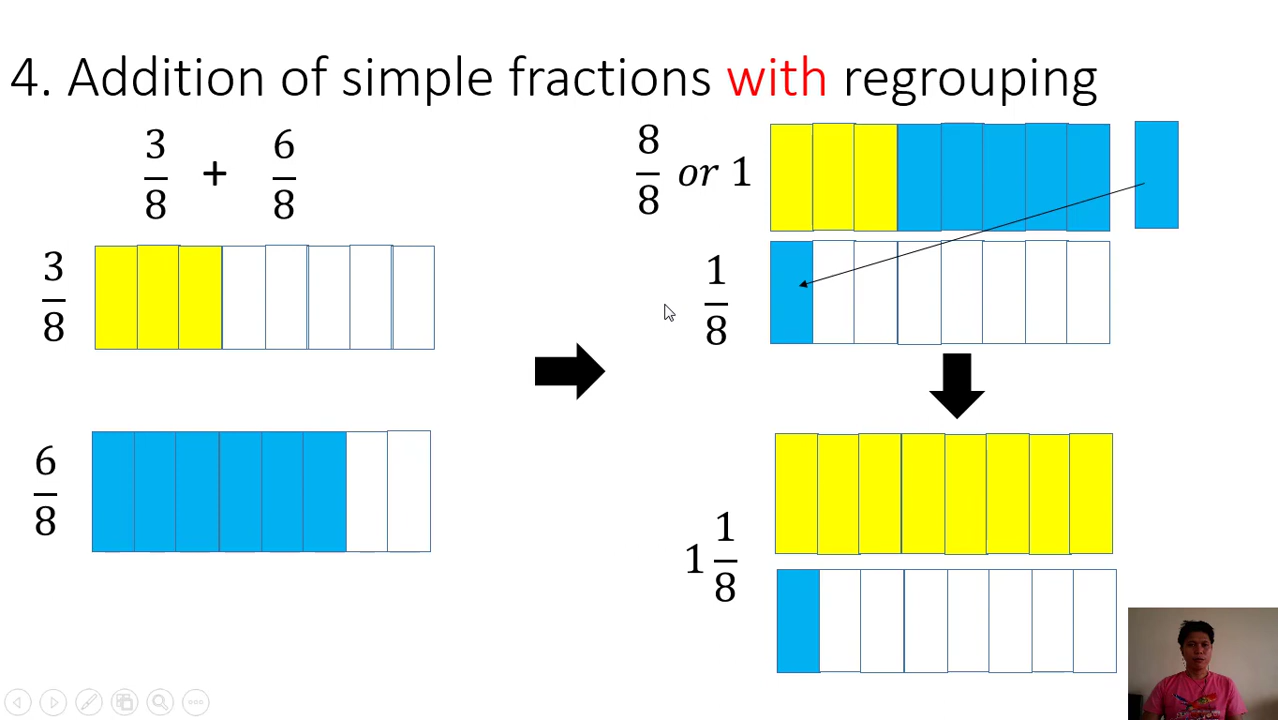 4. Addition of simple fractions with regrouping
3/8 + 6/8
3/8
6/8
8/8 or 1
1/8
1 1/8